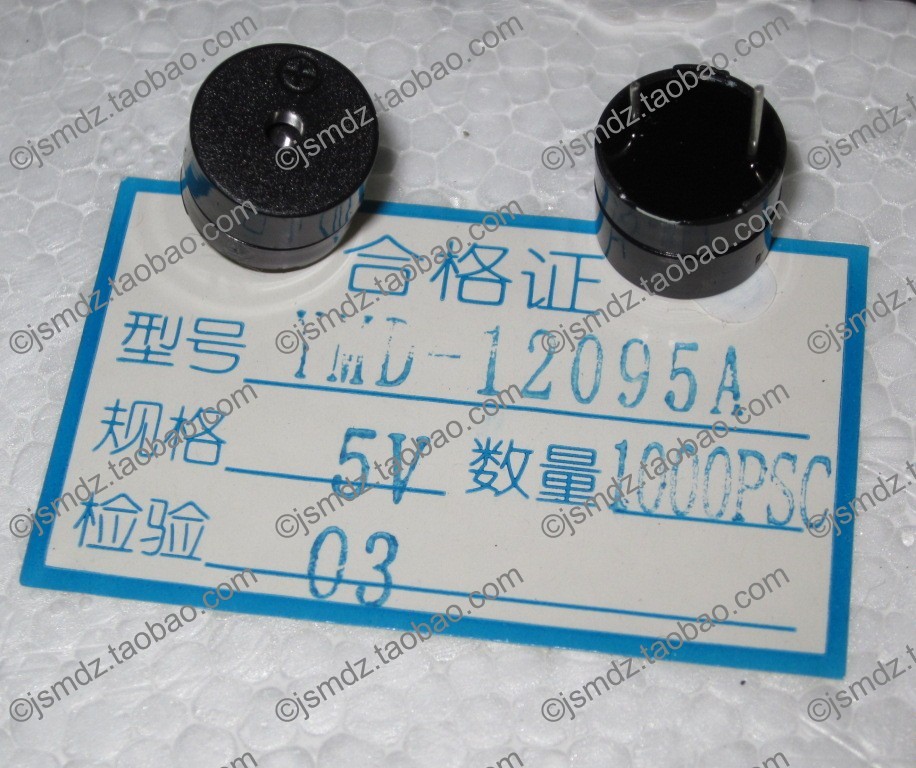 合格证
型号 YMD-12095A
规格 5V 数量 1000PSC
检验 03
©jsmdz.taobao.com